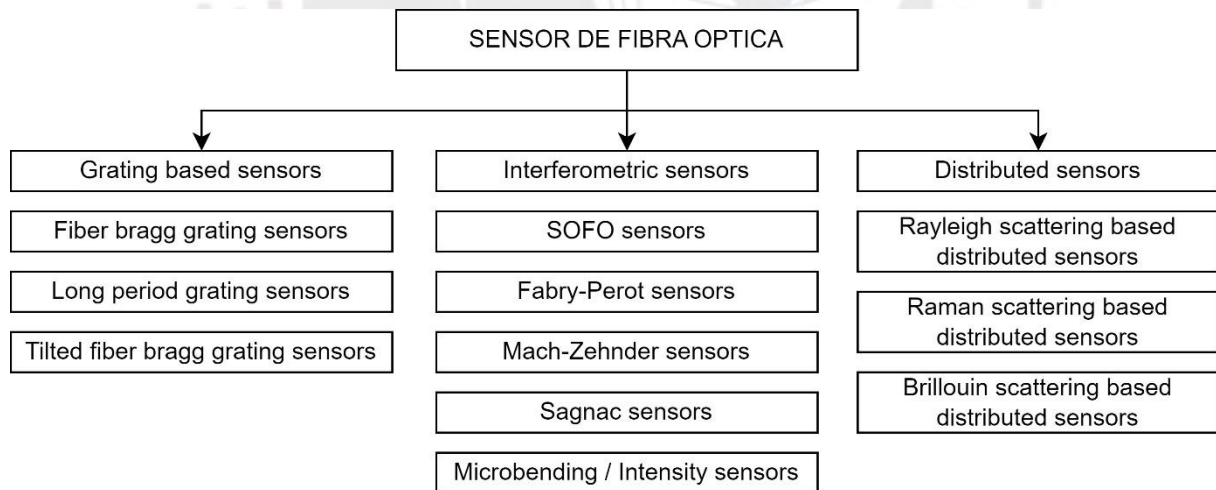 SENSOR DE FIBRA OPTICA
Grating based sensors
Fiber bragg grating sensors
Long period grating sensors
Tilted fiber bragg grating sensors
Interferometric sensors
SOFO sensors
Fabry-Perot sensors
Mach-Zehnder sensors
Sagnac sensors
Microbending / Intensity sensors
Distributed sensors
Rayleigh scattering based
distributed sensors
Raman scattering based
distributed sensors
Brillouin scattering based
distributed sensors